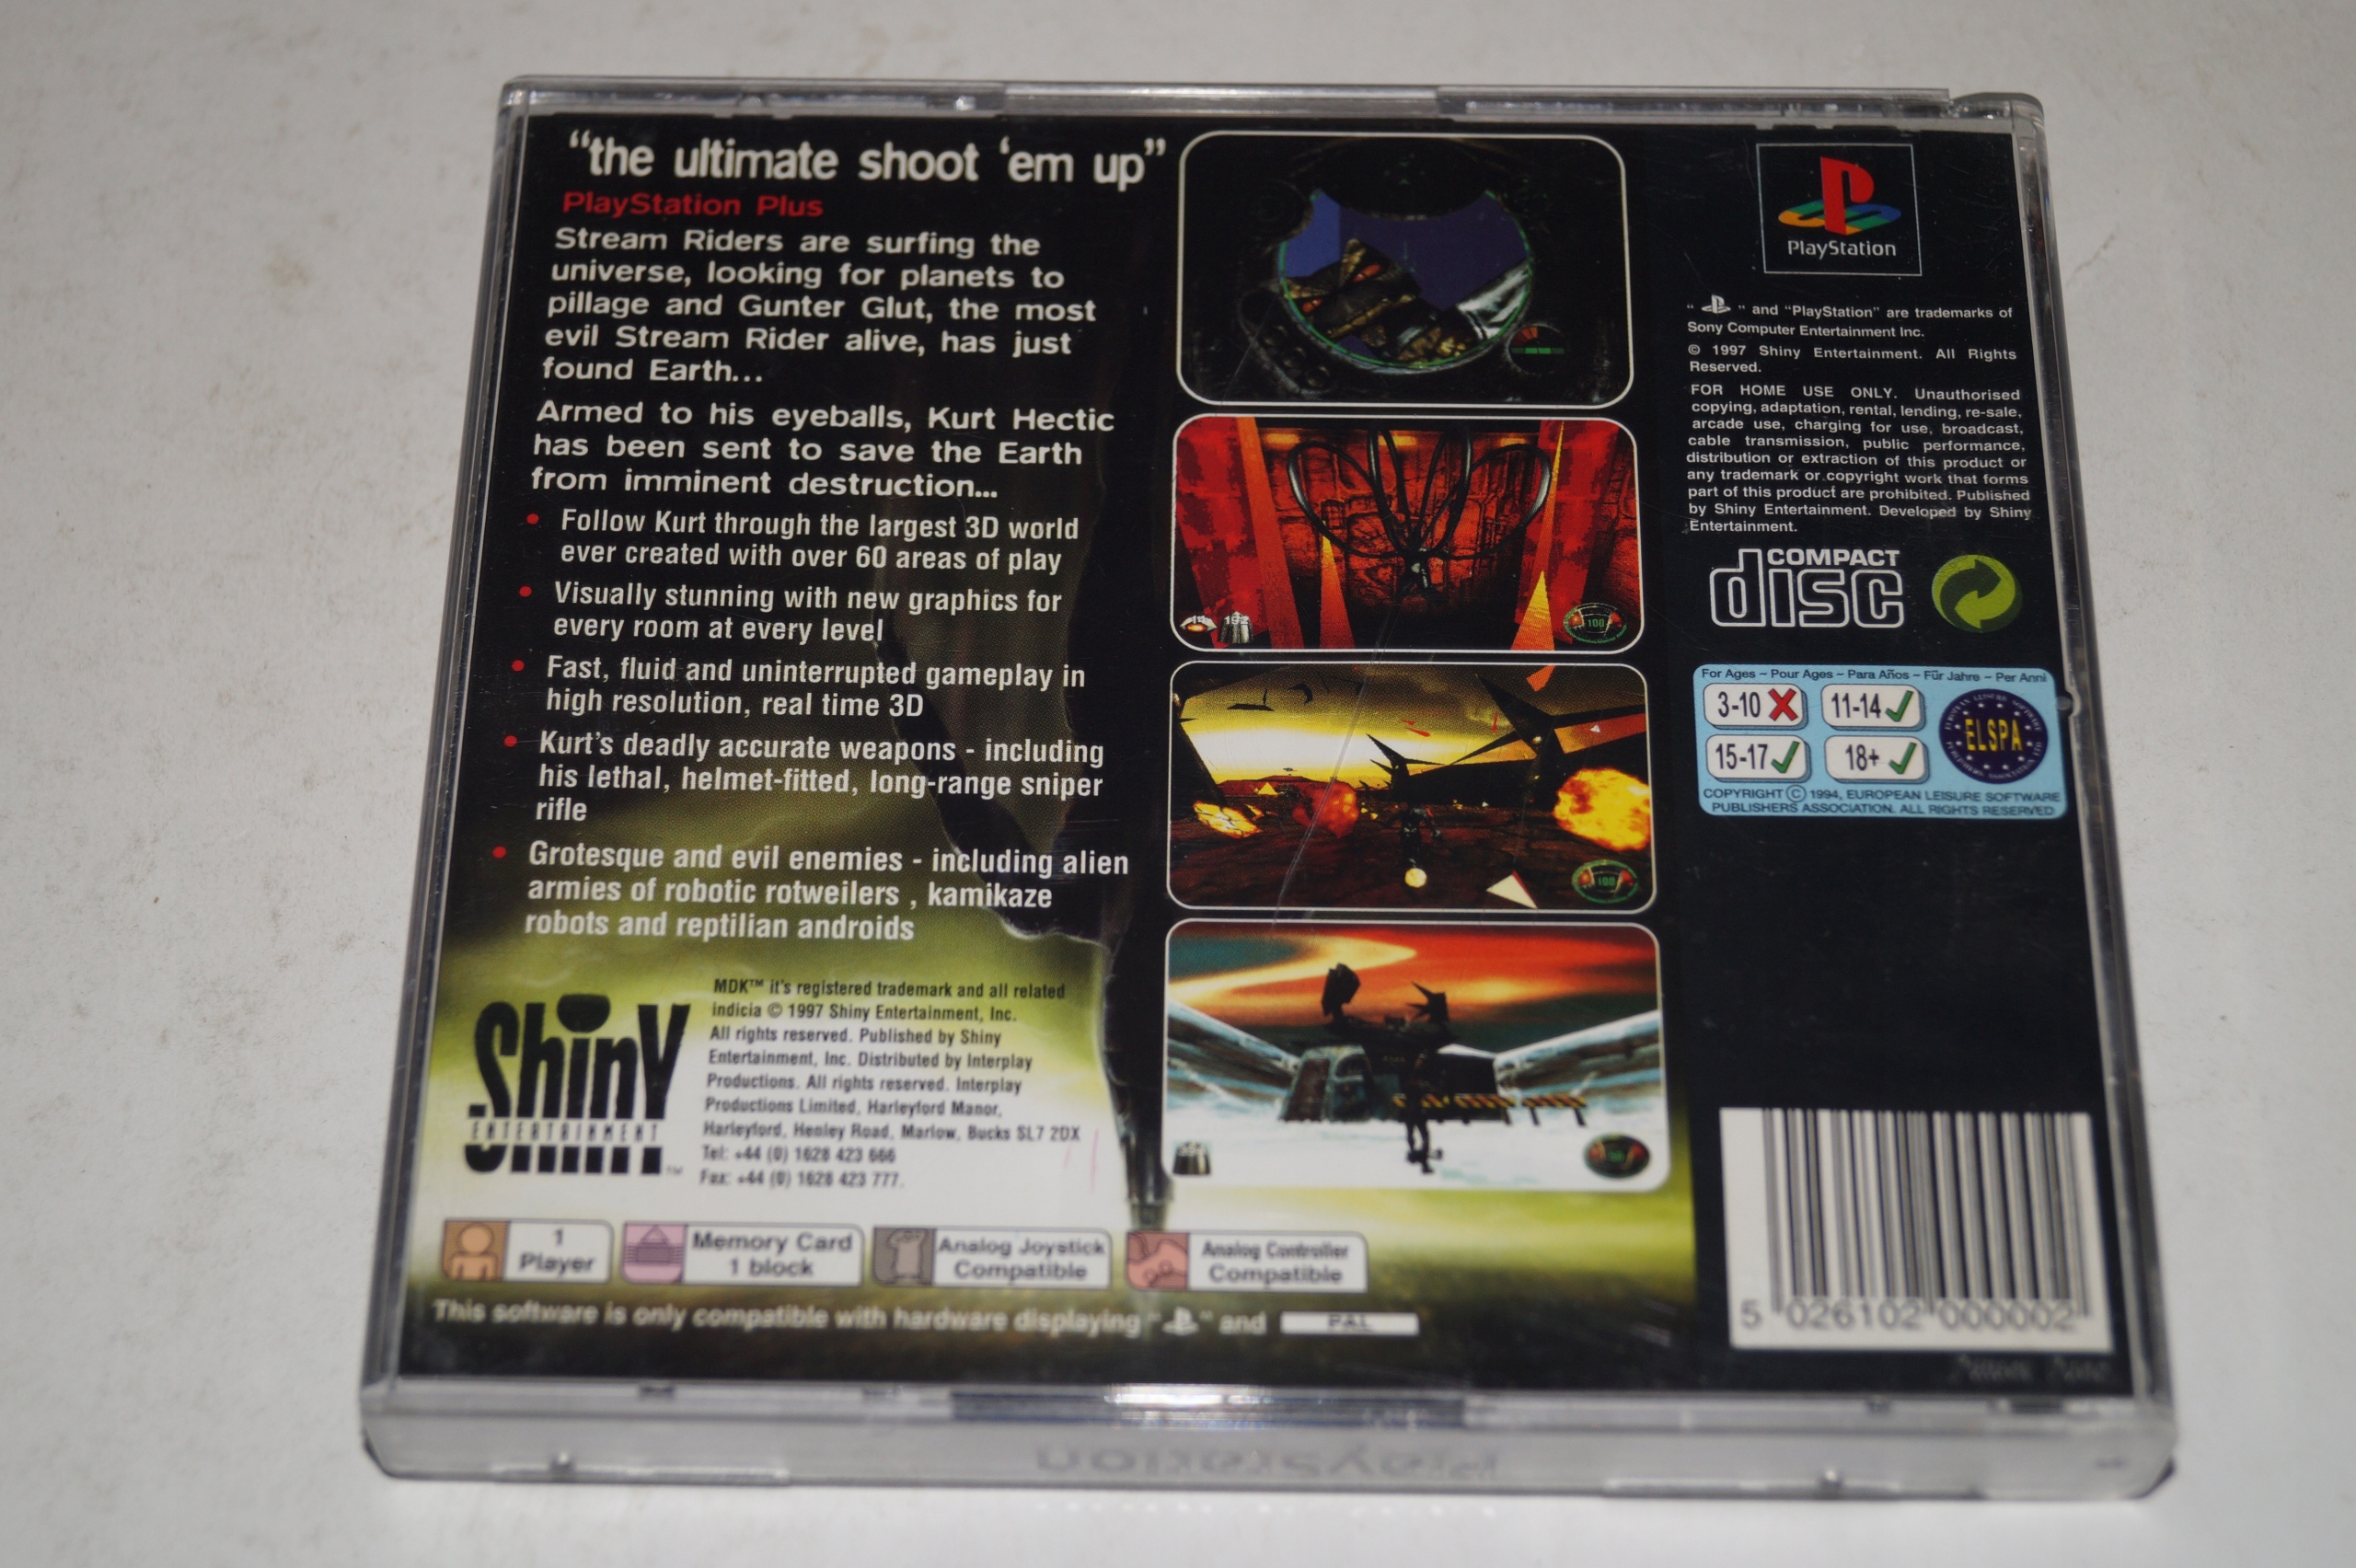 “the ultimate shoot ‘em up”
PlayStation Plus
Stream Riders are surfing the
universe, looking for planets to
pillage and Gunter Glut, the most
evil Stream Rider alive, has just
found Earth...
Armed to his eyeballs, Kurt Hectic
has been sent to save the Earth
from imminent destruction...
• Follow Kurt through the largest 3D world
ever created with over 60 areas of play
• Visually stunning with new graphics for
every room at every level
• Fast, fluid and uninterrupted gameplay in
high resolution, real time 3D
• Kurt’s deadly accurate weapons - including
his lethal, helmet-fitted, long-range sniper
rifle
• Grotesque and evil enemies - including alien
armies of robotic rotweilers , kamikaze
robots and reptilian androids
Shiny
ENTERTAINMENT
TM
MDK™ it’s registered trademark and all related
indicia © 1997 Shiny Entertainment, Inc.
All rights reserved. Published by Shiny
Entertainment, Inc. Distributed by Interplay
Productions. All rights reserved. Interplay
Productions Limited, Harleyford Manor,
Harleyford, Henley Road, Marlow, Bucks SL7 2DX
Tel: +44 (0) 1628 423 666
Fax: +44 (0) 1628 423 777.
1
Player
Memory Card
1 block
Analog Joystick
Compatible
Analog Controller
Compatible
This software is only compatible with hardware displaying “ ” and PAL
192
100
100
PlayStation
“ ” and “PlayStation” are trademarks of
Sony Computer Entertainment Inc.
© 1997 Shiny Entertainment. All Rights
Reserved.
FOR HOME USE ONLY. Unauthorised
copying, adaptation, rental, lending, re-sale,
arcade use, charging for use, broadcast,
cable transmission, public performance,
distribution or extraction of this product or
any trademark or copyright work that forms
part of this product are prohibited. Published
by Shiny Entertainment. Developed by Shiny
Entertainment.
COMPACT
disc
For Ages ~ Pour Ages ~ Para Años ~ Für Jahre ~ Per Anni
3-10 11-14
15-17 18+
ELSPA
COPYRIGHT © 1994, EUROPEAN LEISURE SOFTWARE
PUBLISHERS ASSOCIATION. ALL RIGHTS RESERVED
5 026102 000002
PlayStation